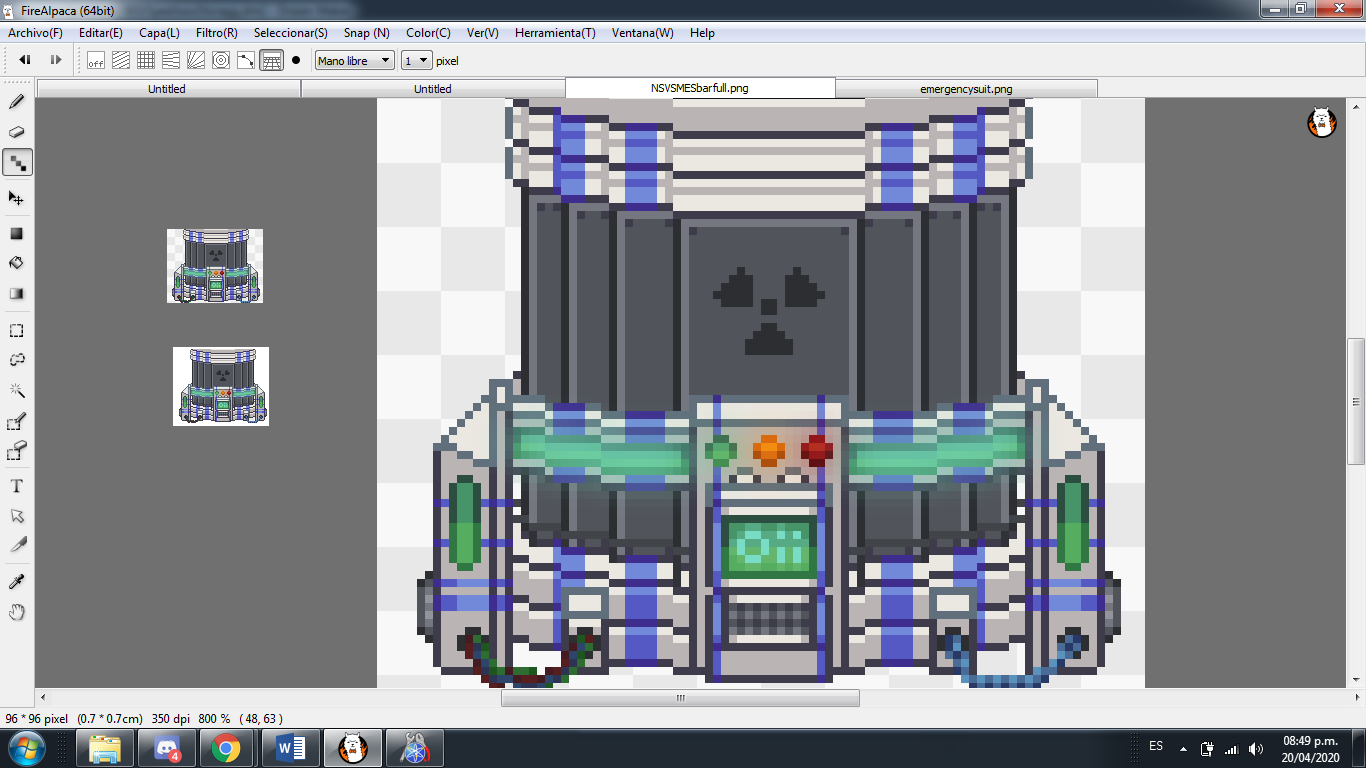 FireAlpaca (64bit)
Archivo(F) Editar(E) Capa(L) Filtro(R) Seleccionar(S) Snap (N) Color(C) Ver(V) Herramienta(T) Ventana(W) Help
off Mano libre 1 pixel
Untitled Untitled NSVSMESbarfull.png emergencysuit.png
on
T
96 * 96 pixel (0.7 * 0.7cm) 350 dpi 800 % ( 48, 63 )
4 W ES 08:49 p.m.
20/04/2020